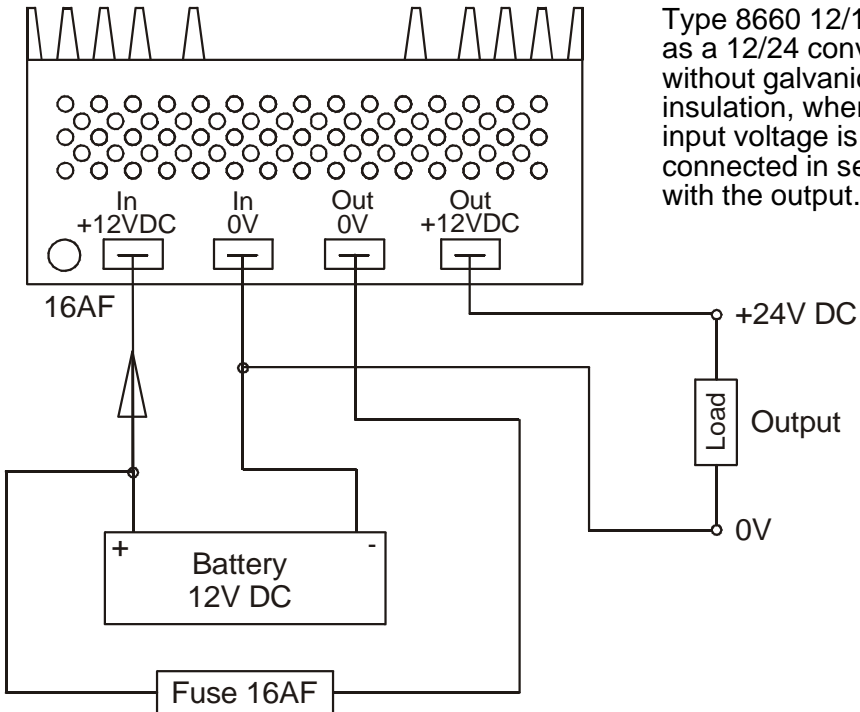 Type 8660 12/1
as a 12/24 conv
without galvanic
insulation, when
input voltage is
connected in se
with the output.
In In Out Out
+12VDC 0V 0V +12VDC
16AF
+24V DC
Load
Output
0V
+ -
Battery
12V DC
Fuse 16AF